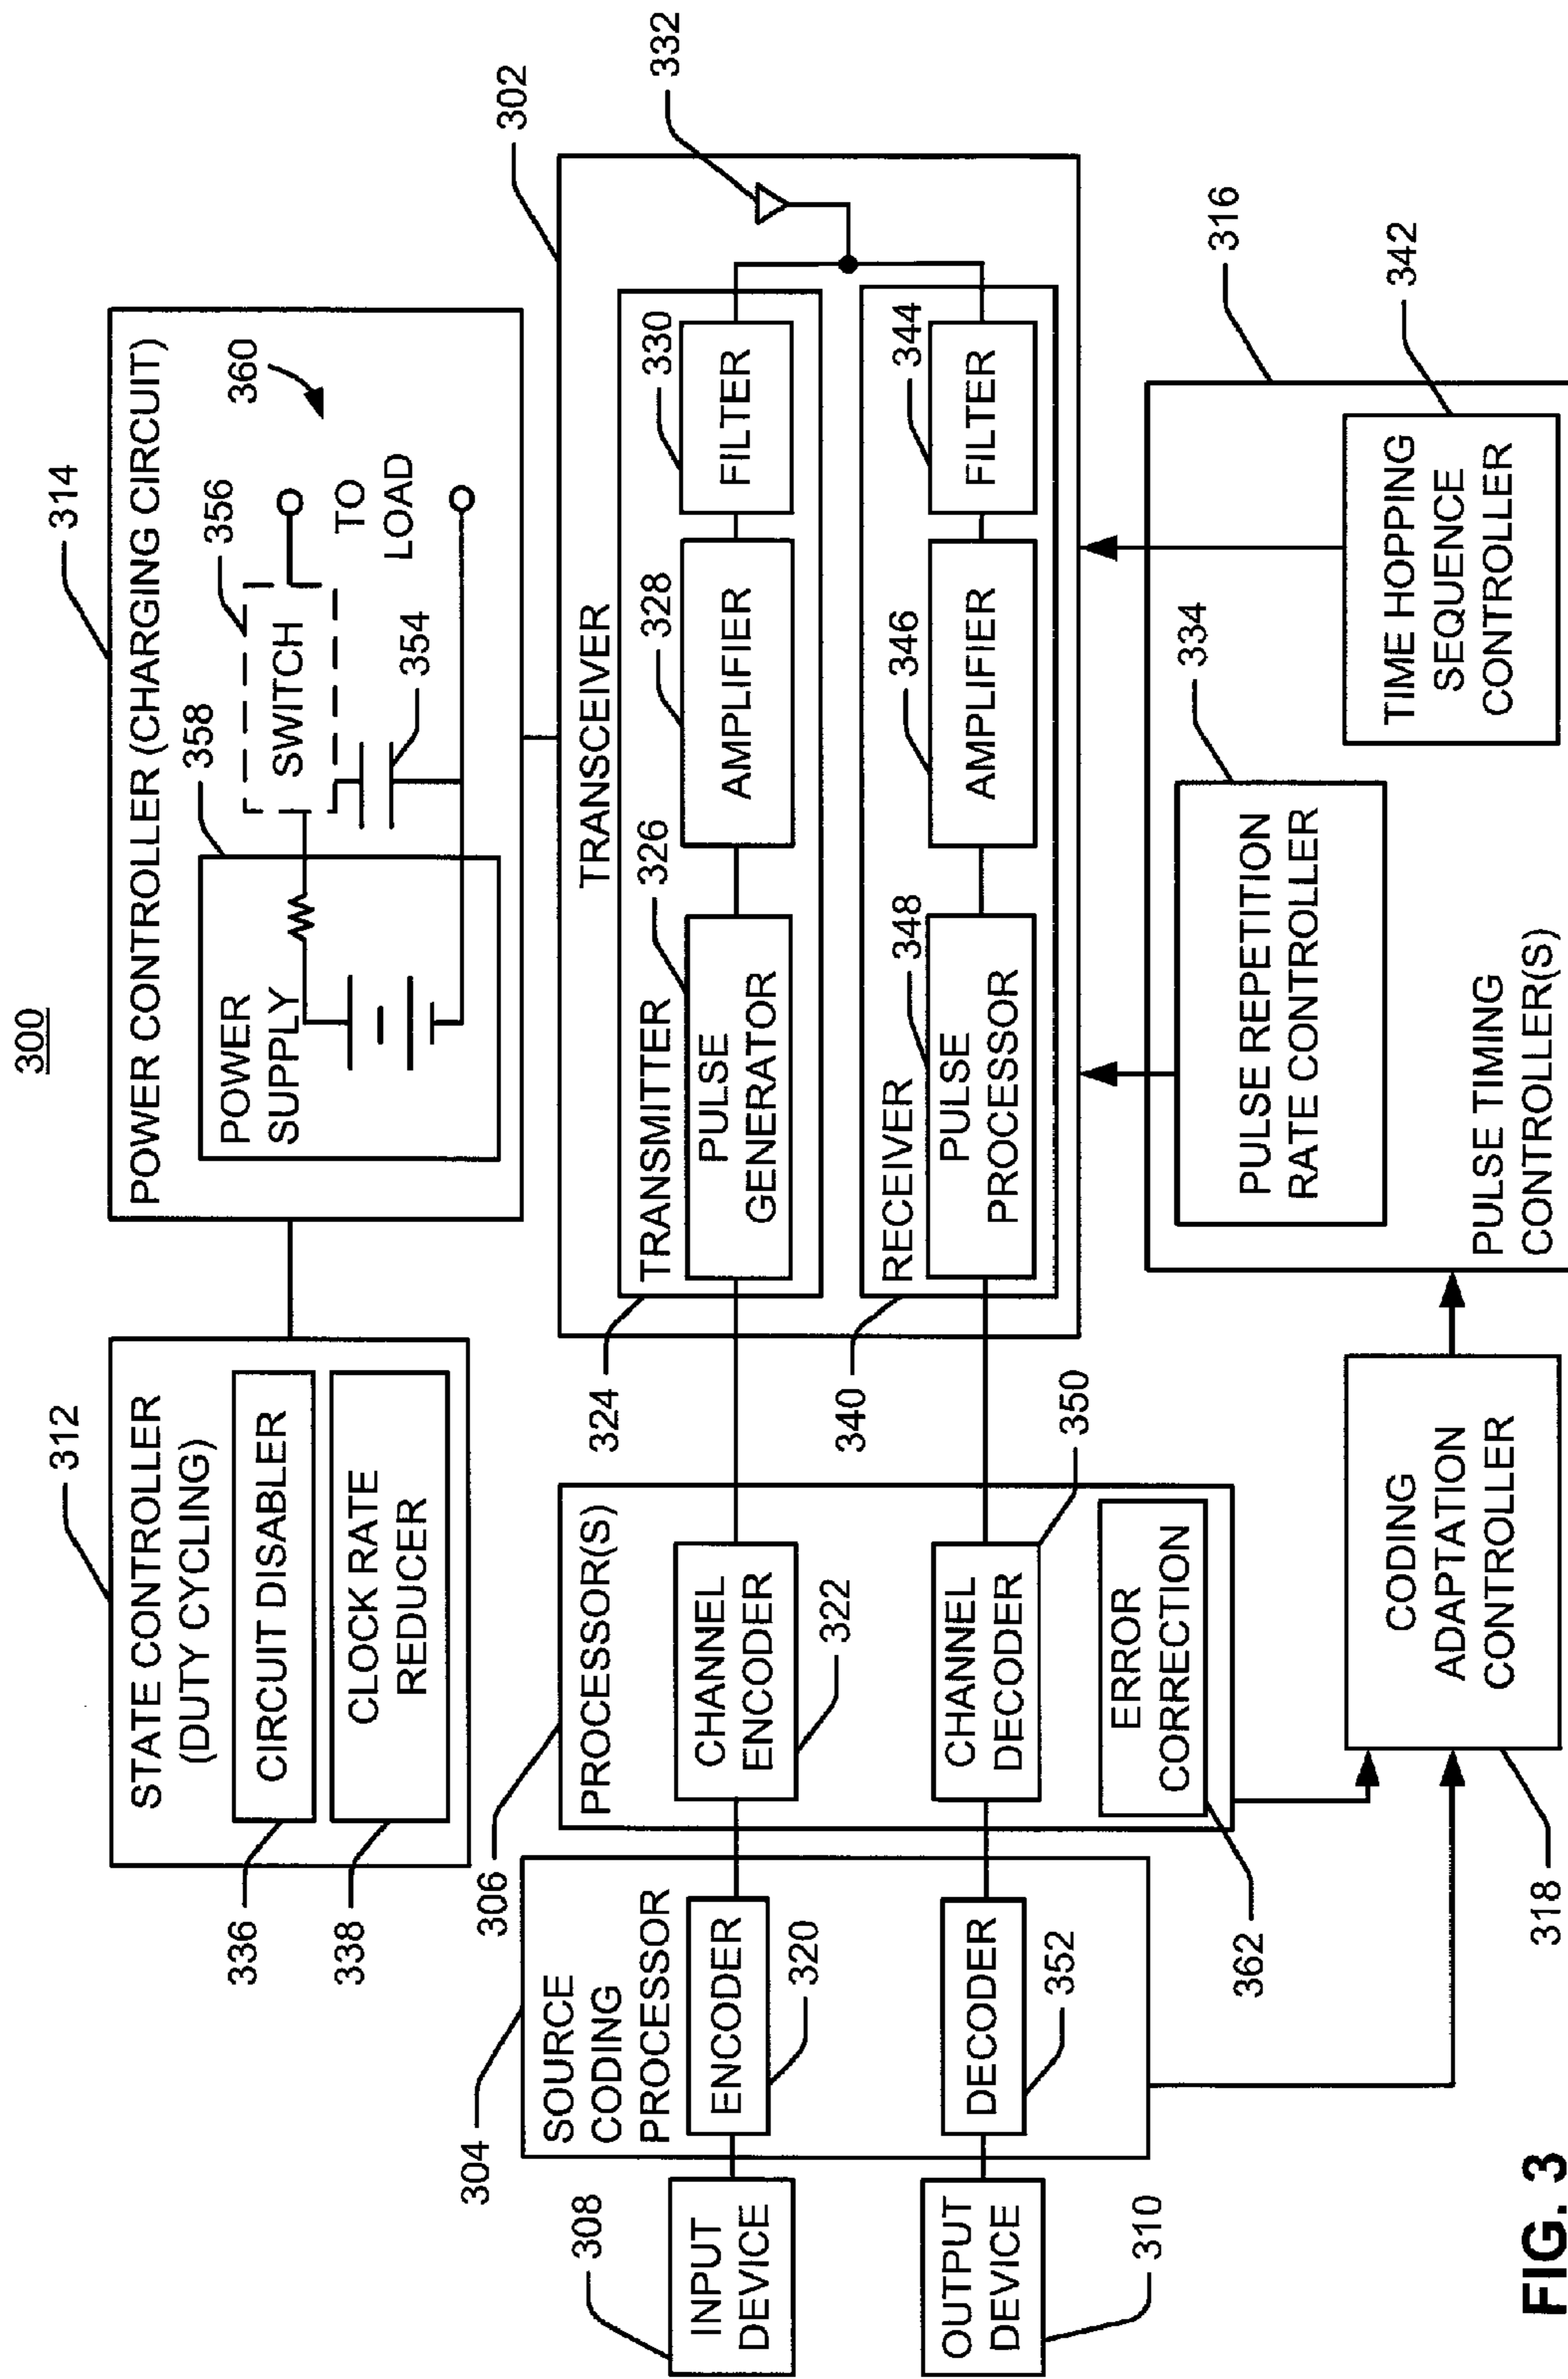 300
312
STATE CONTROLLER
(DUTY CYCLING)
336
CIRCUIT DISABLER
338
CLOCK RATE
REDUCER
314
POWER CONTROLLER (CHARGING CIRCUIT)
POWER
SUPPLY
358
SWITCH
356
354
TO
LOAD
360
304
SOURCE
CODING
PROCESSOR
308
INPUT
DEVICE
ENCODER
320
OUTPUT
DEVICE
310
DECODER
352
306
PROCESSOR(S)
CHANNEL
ENCODER
322
CHANNEL
DECODER
350
ERROR
CORRECTION
362
302
TRANSCEIVER
324
TRANSMITTER
PULSE
GENERATOR
326
AMPLIFIER
328
FILTER
330
332
340
RECEIVER
PULSE
PROCESSOR
348
AMPLIFIER
346
FILTER
344
318
CODING
ADAPTATION
CONTROLLER
316
PULSE REPETITION
RATE CONTROLLER
334
TIME HOPPING
SEQUENCE
CONTROLLER
342
PULSE TIMING
CONTROLLER(S)
FIG. 3